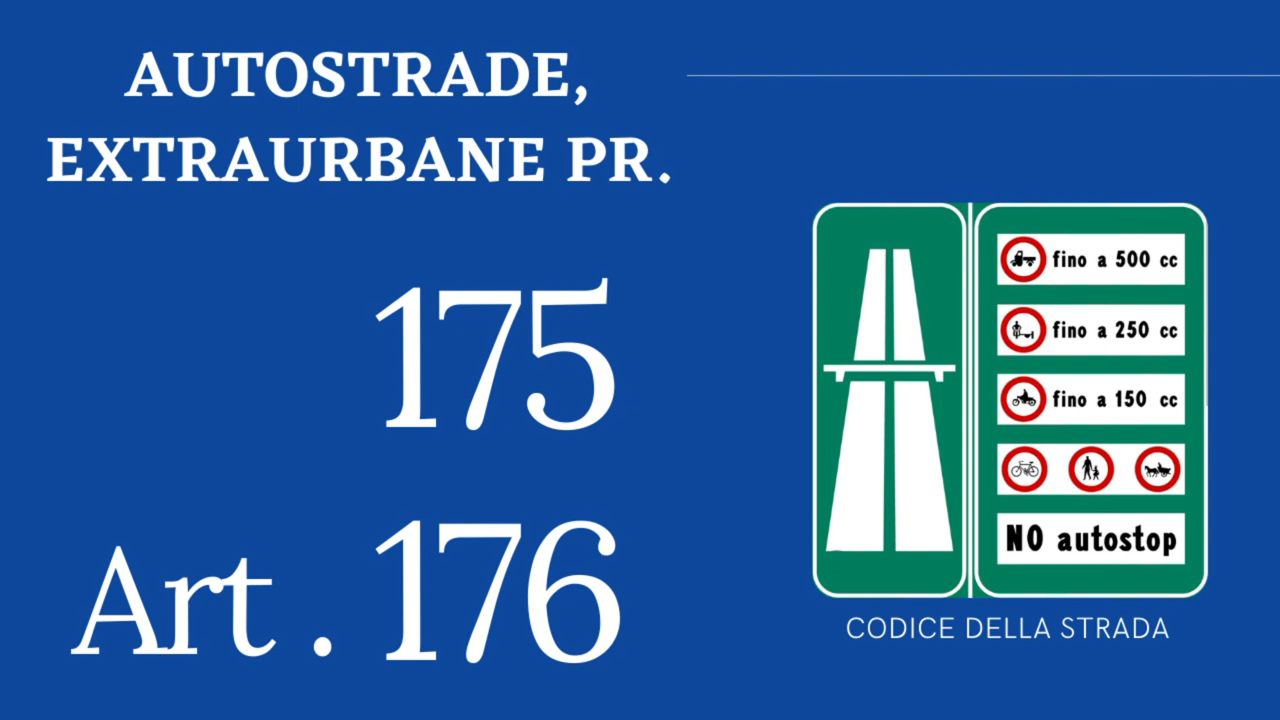 AUTOSTRADE,
EXTRAURBANE PR.
175
Art . 176
fino a 500 cc
fino a 250 cc
fino a 150 cc
NO autostop
CODICE DELLA STRADA